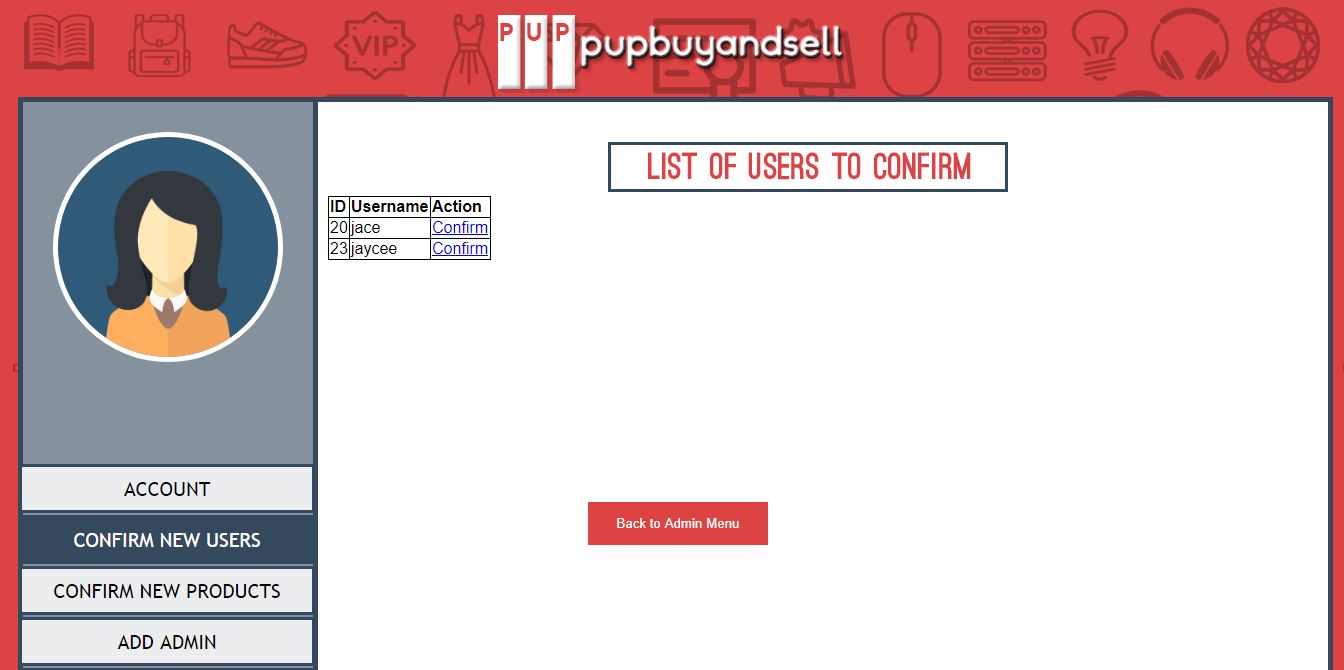 VIP
PUP pupbuyandsell
LIST OF USERS TO CONFIRM
ID Username Action
20 jace Confirm
23 jaycee Confirm
Back to Admin Menu
ACCOUNT
CONFIRM NEW USERS
CONFIRM NEW PRODUCTS
ADD ADMIN